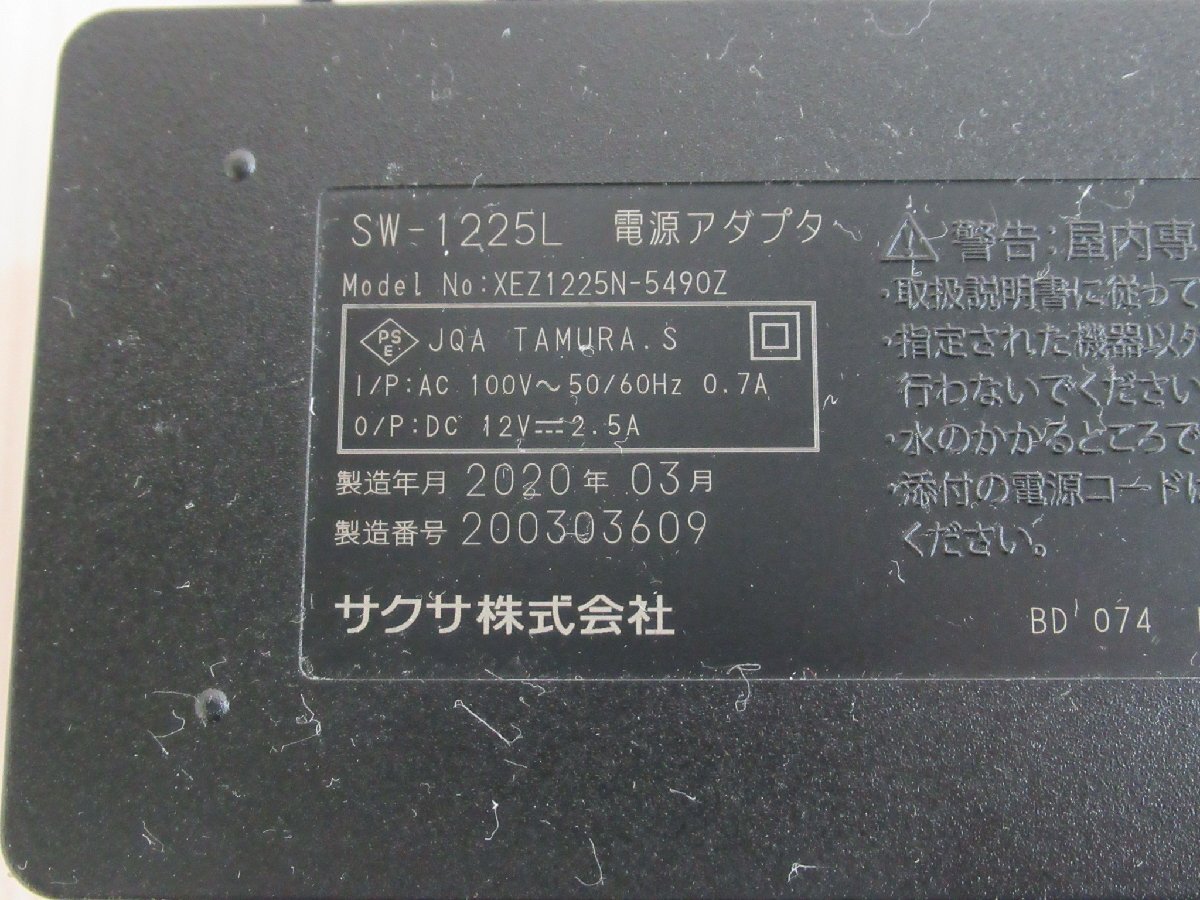 SW-1225L 電源アダプタ
Model No:XEZ1225N-5490Z
PS
E
JQA TAMURA.S
I/P:AC 100V～50/60Hz 0.7A
O/P:DC 12V⎓2.5A
製造年月 2020年 03月
製造番号 200303609
サクサ株式会社
⚠警告:屋内専
・取扱説明書に従って
・指定された機器以外
行わないでください
・水のかかるところで
・添付の電源コードに
ください。
BD 074